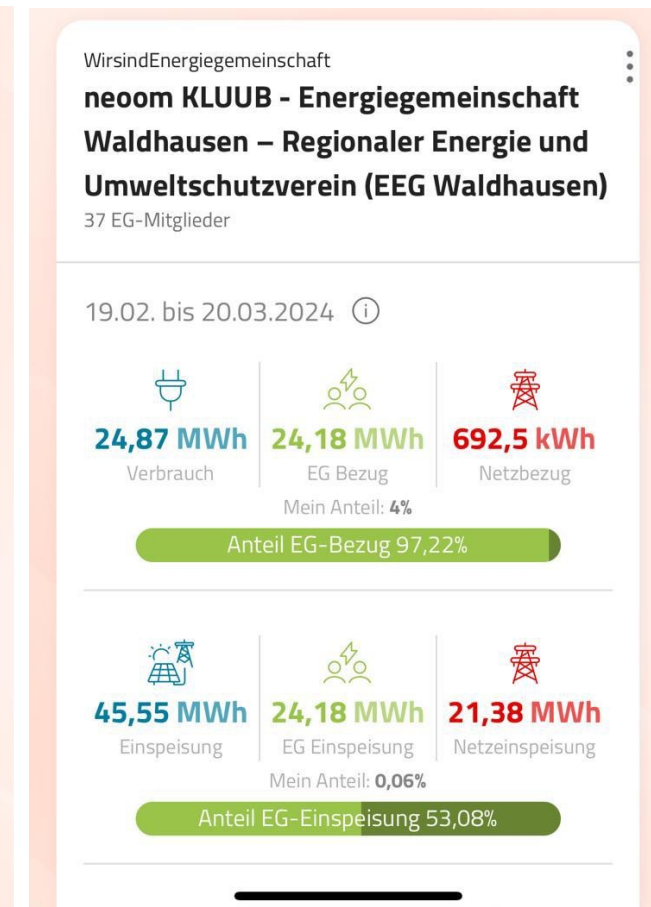 WirsindEnergiegemeinschaft
neoom KLUUB - Energiegemeinschaft
Waldhausen – Regionaler Energie und
Umweltschutzverein (EEG Waldhausen)
37 EG-Mitglieder
19.02. bis 20.03.2024
24,87 MWh 24,18 MWh 692,5 kWh
Verbrauch EG Bezug Netzbezug
Mein Anteil: 4%
Anteil EG-Bezug 97,22%
45,55 MWh 24,18 MWh 21,38 MWh
Einspeisung EG Einspeisung Netzeinspeisung
Mein Anteil: 0,06%
Anteil EG-Einspeisung 53,08%